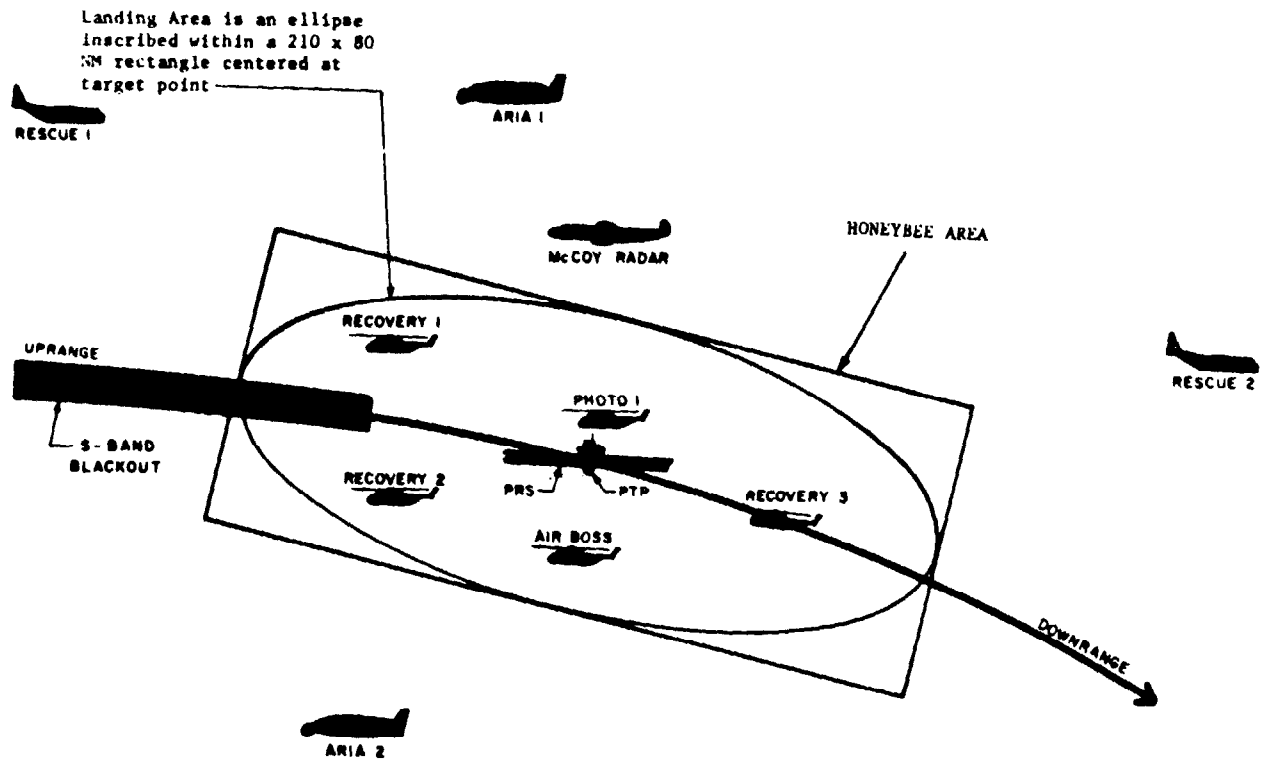 Landing Area is an ellipse
inscribed within a 210 x 80
NM rectangle centered at
target point
RESCUE 1
ARIA 1
McCOY RADAR
HONEYBEE AREA
RECOVERY 1
UPRANGE
RESCUE 2
PHOTO 1
S-BAND
BLACKOUT
RECOVERY 2
PRS
PTP
RECOVERY 3
AIR BOSS
DOWNRANGE
ARIA 2